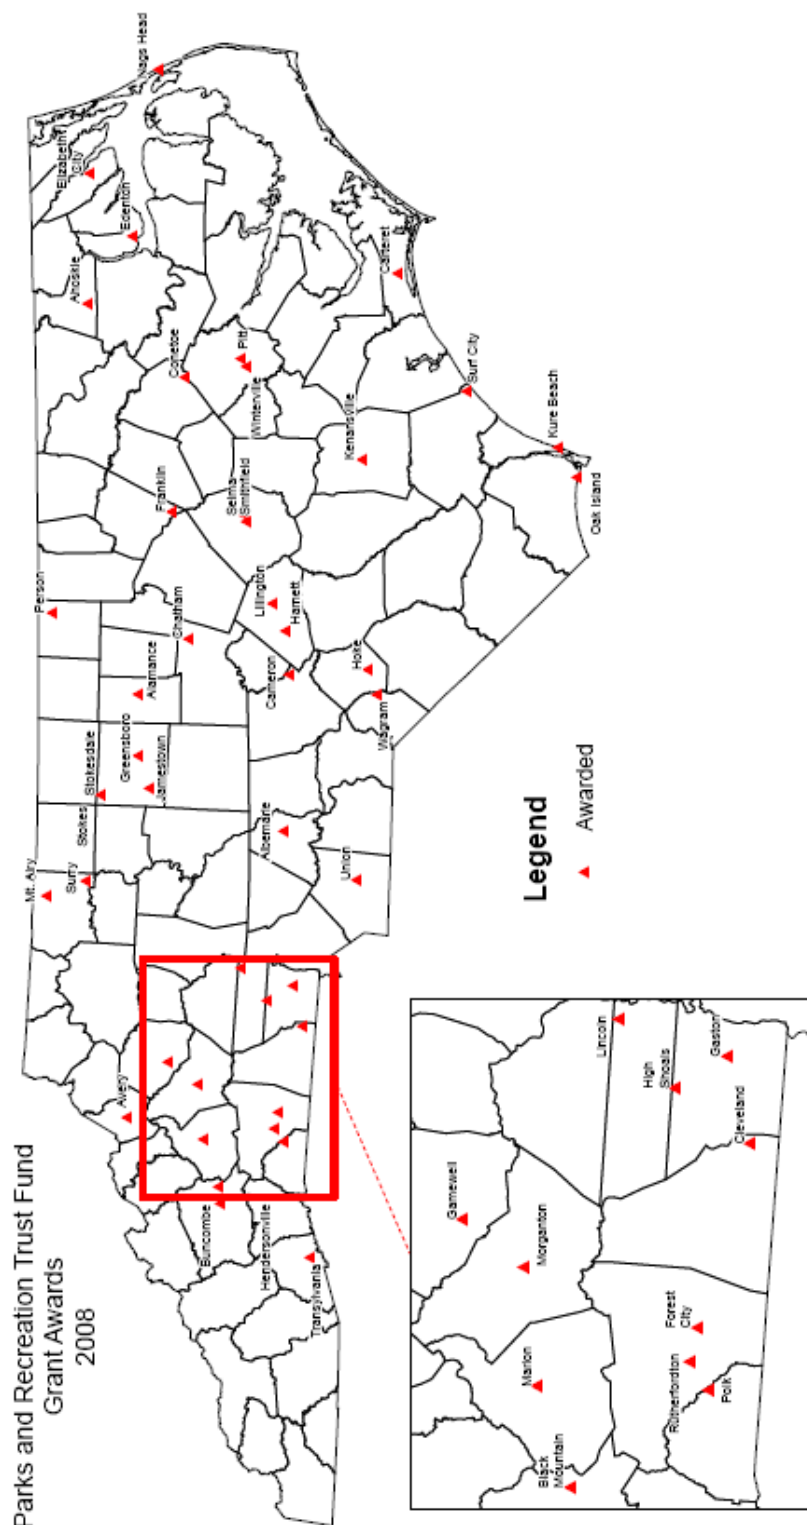 Parks and Recreation Trust Fund
Grant Awards
2008
Nags Head
Elizabeth
City
Edenton
Ahoskie
Conetoe
Pitt
Winterville
Carteret
Surf City
Kure Beach
Oak Island
Kenansville
Franklin
Selma
Smithfield
Person
Chatham
Lillington
Harnett
Alamance
Cameron
Hoke
Wagram
Stokesdale
Greensboro
Jamestown
Stokes
Albemarle
Union
Mt. Airy
Surry
Avery
Buncombe
Hendersonville
Transylvania
Legend
Awarded
Lincoln
High
Shoals
Gaston
Cleveland
Gamewell
Morganton
Marion
Forest
City
Rutherfordton
Polk
Black
Mountain